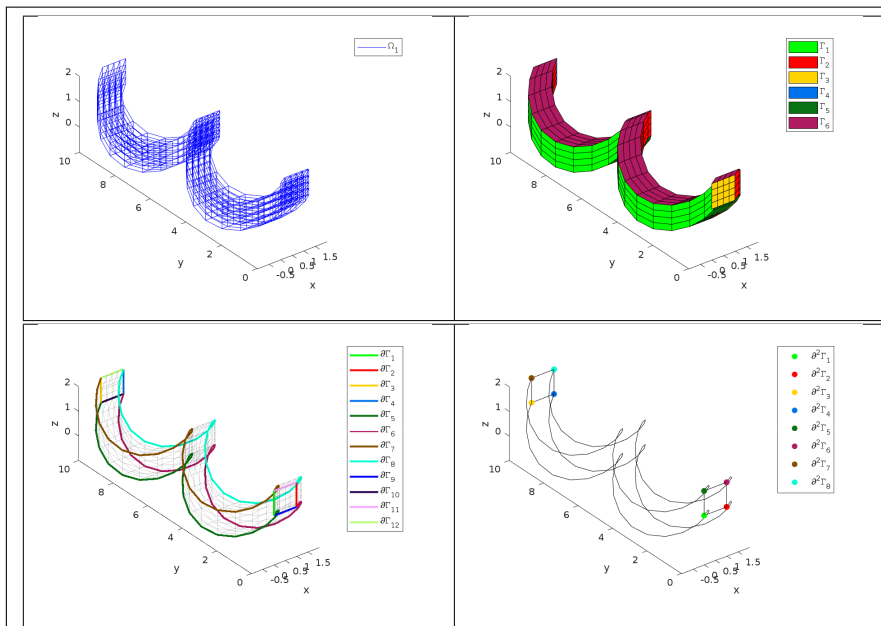 Ω₁
2
1
0
z
10
8
6
4
2
0
y
-0.5 0 0.5 1 1.5
x
Γ₁
Γ₂
Γ₃
Γ₄
Γ₅
Γ₆
2
1
0
z
10
8
6
4
2
0
y
-0.5 0 0.5 1 1.5
x
∂Γ₁
∂Γ₂
∂Γ₃
∂Γ₄
∂Γ₅
∂Γ₆
∂Γ₇
∂Γ₈
∂Γ₉
∂Γ₁₀
∂Γ₁₁
∂Γ₁₂
2
1
0
z
10
8
6
4
2
0
y
-0.5 0 0.5 1 1.5
x
∂²Γ₁
∂²Γ₂
∂²Γ₃
∂²Γ₄
∂²Γ₅
∂²Γ₆
∂²Γ₇
∂²Γ₈
2
1
0
z
10
8
6
4
2
0
y
-0.5 0 0.5 1 1.5
x